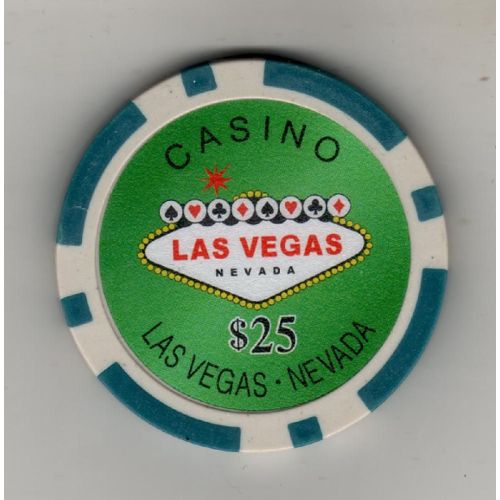 CASINO
LAS VEGAS
NEVADA
$25
LAS VEGAS · NEVADA